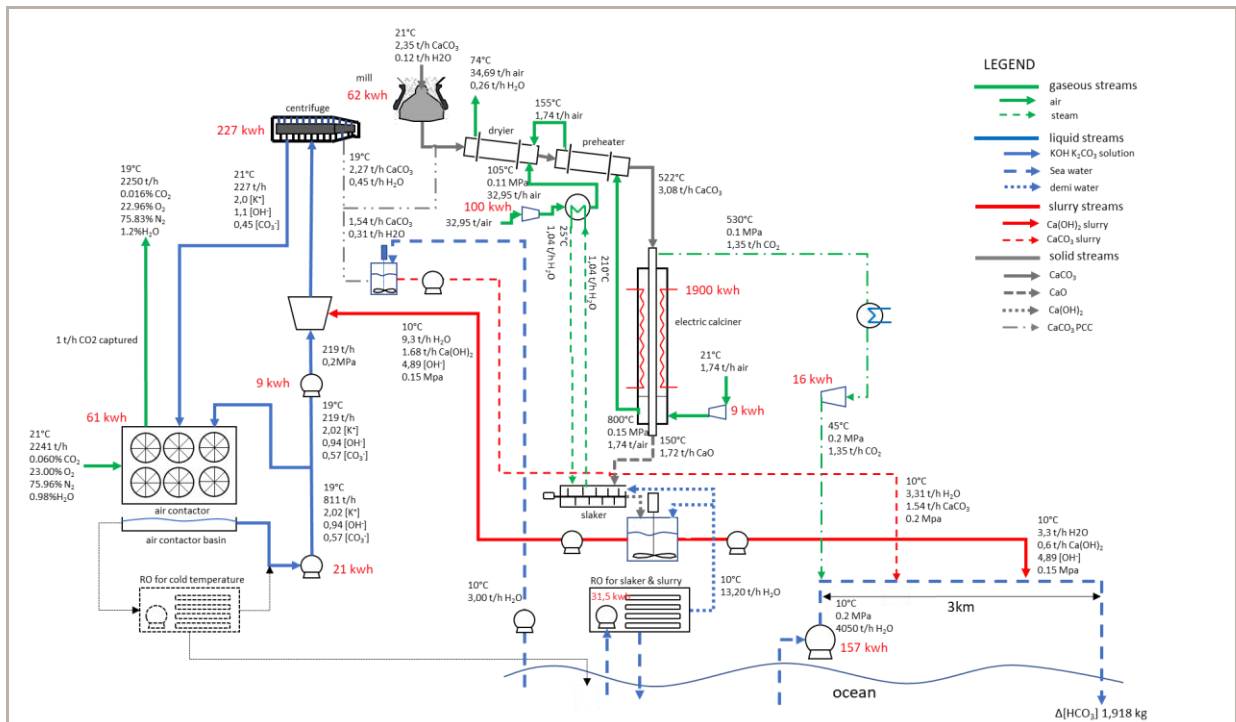 21°C
2,35 t/h CaCO₃
0.12 t/h H2O
mill
62 kwh
74°C
34,69 t/h air
0,26 t/h H₂O
155°C
1,74 t/h air
dryier
preheater
centrifuge
227 kwh
19°C
2250 t/h
0.016% CO₂
22.96% O₂
75.83% N₂
1.2%H₂O
21°C
227 t/h
2,0 [K⁺]
1,1 [OH⁻]
0,45 [CO₃⁻]
19°C
2,27 t/h CaCO₃
0,45 t/h H₂O
105°C
0.11 MPa
32,95 t/h air
100 kwh
32,95 t/air
522°C
3,08 t/h CaCO₃
1,54 t/h CaCO₃
0,31 t/h H2O
25°C
1,04 t/h H₂O
210°C
1,04 t/h H₂O
530°C
0.1 MPa
1,35 t/h CO₂
1900 kwh
electric calciner
1 t/h CO2 captured
219 t/h
0,2MPa
9 kwh
10°C
9,3 t/h H₂O
1.68 t/h Ca(OH)₂
4,89 [OH⁻]
0.15 Mpa
21°C
1,74 t/h air
9 kwh
16 kwh
61 kwh
21°C
2241 t/h
0.060% CO₂
23.00% O₂
75.96% N₂
0.98%H₂O
19°C
219 t/h
2,02 [K⁺]
0,94 [OH⁻]
0,57 [CO₃⁻]
800°C
0.15 MPa
1,74 t/air
150°C
1,72 t/h CaO
45°C
0.2 MPa
1,35 t/h CO₂
19°C
811 t/h
2,02 [K⁺]
0,94 [OH⁻]
0,57 [CO₃⁻]
air contactor
air contactor basin
21 kwh
slaker
10°C
3,31 t/h H₂O
1.54 t/h CaCO₃
0.2 Mpa
10°C
3,3 t/h H2O
0,6 t/h Ca(OH)₂
4,89 [OH⁻]
0.15 Mpa
RO for cold temperature
10°C
3,00 t/h H₂O
RO for slaker & slurry
31,5 kwh
10°C
13,20 t/h H₂O
3km
10°C
0.2 MPa
4050 t/h H₂O
157 kwh
ocean
Δ[HCO₃] 1,918 kg
LEGEND
gaseous streams
air
steam
liquid streams
KOH K₂CO₃ solution
Sea water
demi water
slurry streams
Ca(OH)₂ slurry
CaCO₃ slurry
solid streams
CaCO₃
CaO
Ca(OH)₂
CaCO₃ PCC